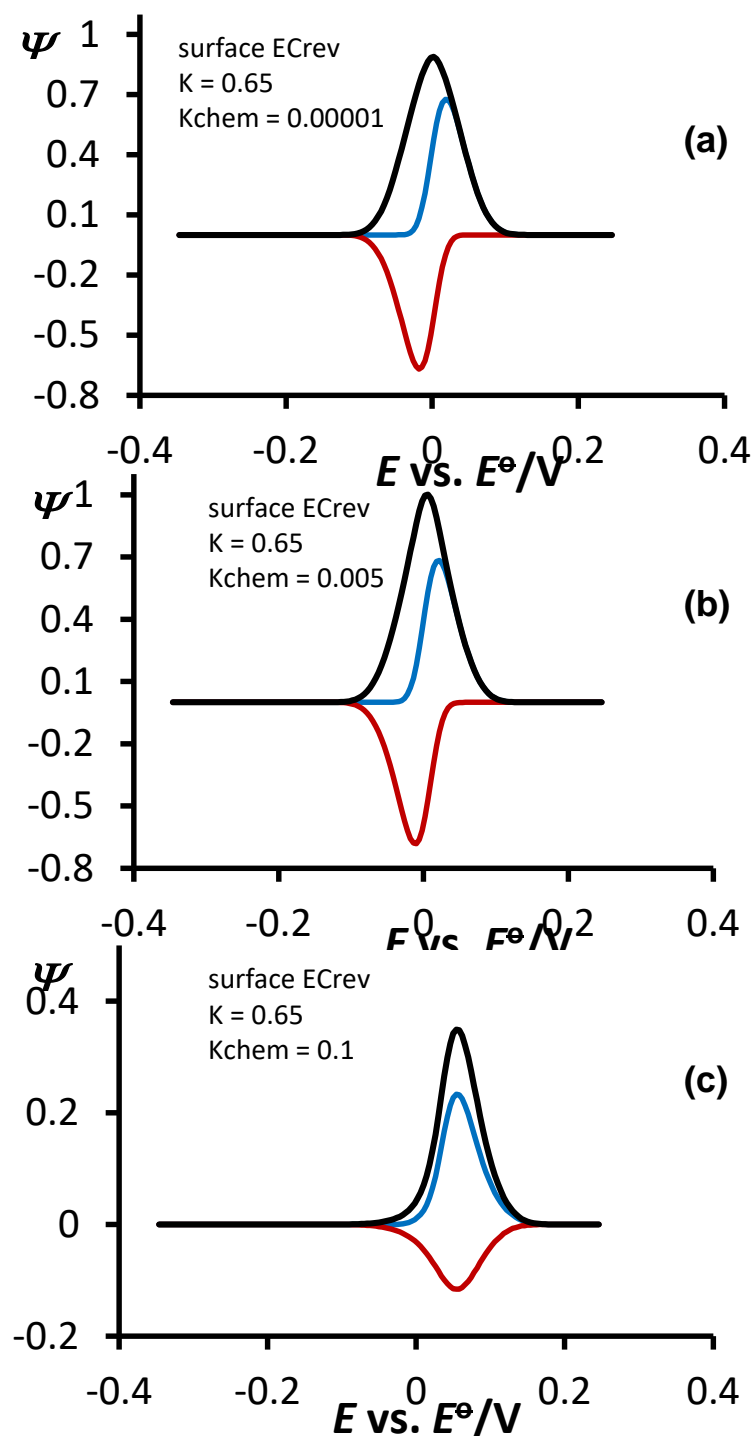 Ψ
1
0.7
0.4
0.1
-0.2
-0.5
-0.8
surface ECrev
K = 0.65
Kchem = 0.00001
(a)
-0.4
-0.2
0
0.2
0.4
E vs. E⦵/V
Ψ
1
0.7
0.4
0.1
-0.2
-0.5
-0.8
surface ECrev
K = 0.65
Kchem = 0.005
(b)
-0.4
-0.2
0
0.2
0.4
E vs. E⦵/V
Ψ
0.4
0.2
0
-0.2
surface ECrev
K = 0.65
Kchem = 0.1
(c)
-0.4
-0.2
0
0.2
0.4
E vs. E⦵/V